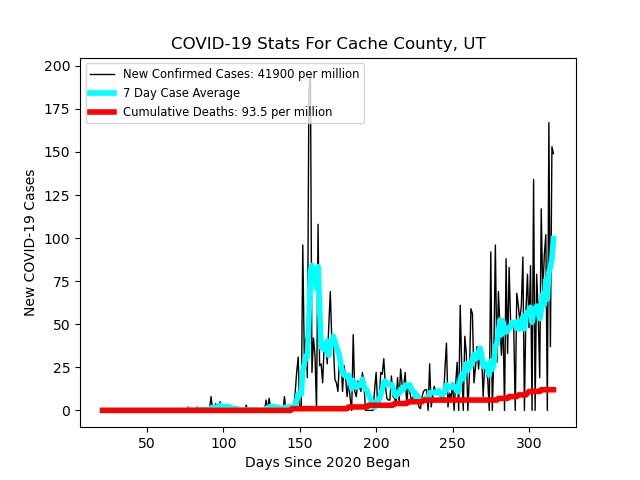 COVID-19 Stats For Cache County, UT
New Confirmed Cases: 41900 per million
7 Day Case Average
Cumulative Deaths: 93.5 per million
New COVID-19 Cases
200
175
150
125
100
75
50
25
0
50
100
150
200
250
300
Days Since 2020 Began